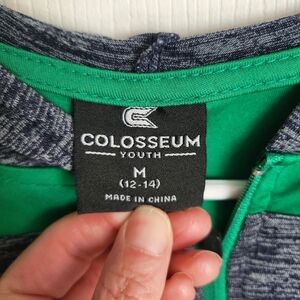 COLOSSEUM
YOUTH
M
(12-14)
MADE IN CHINA